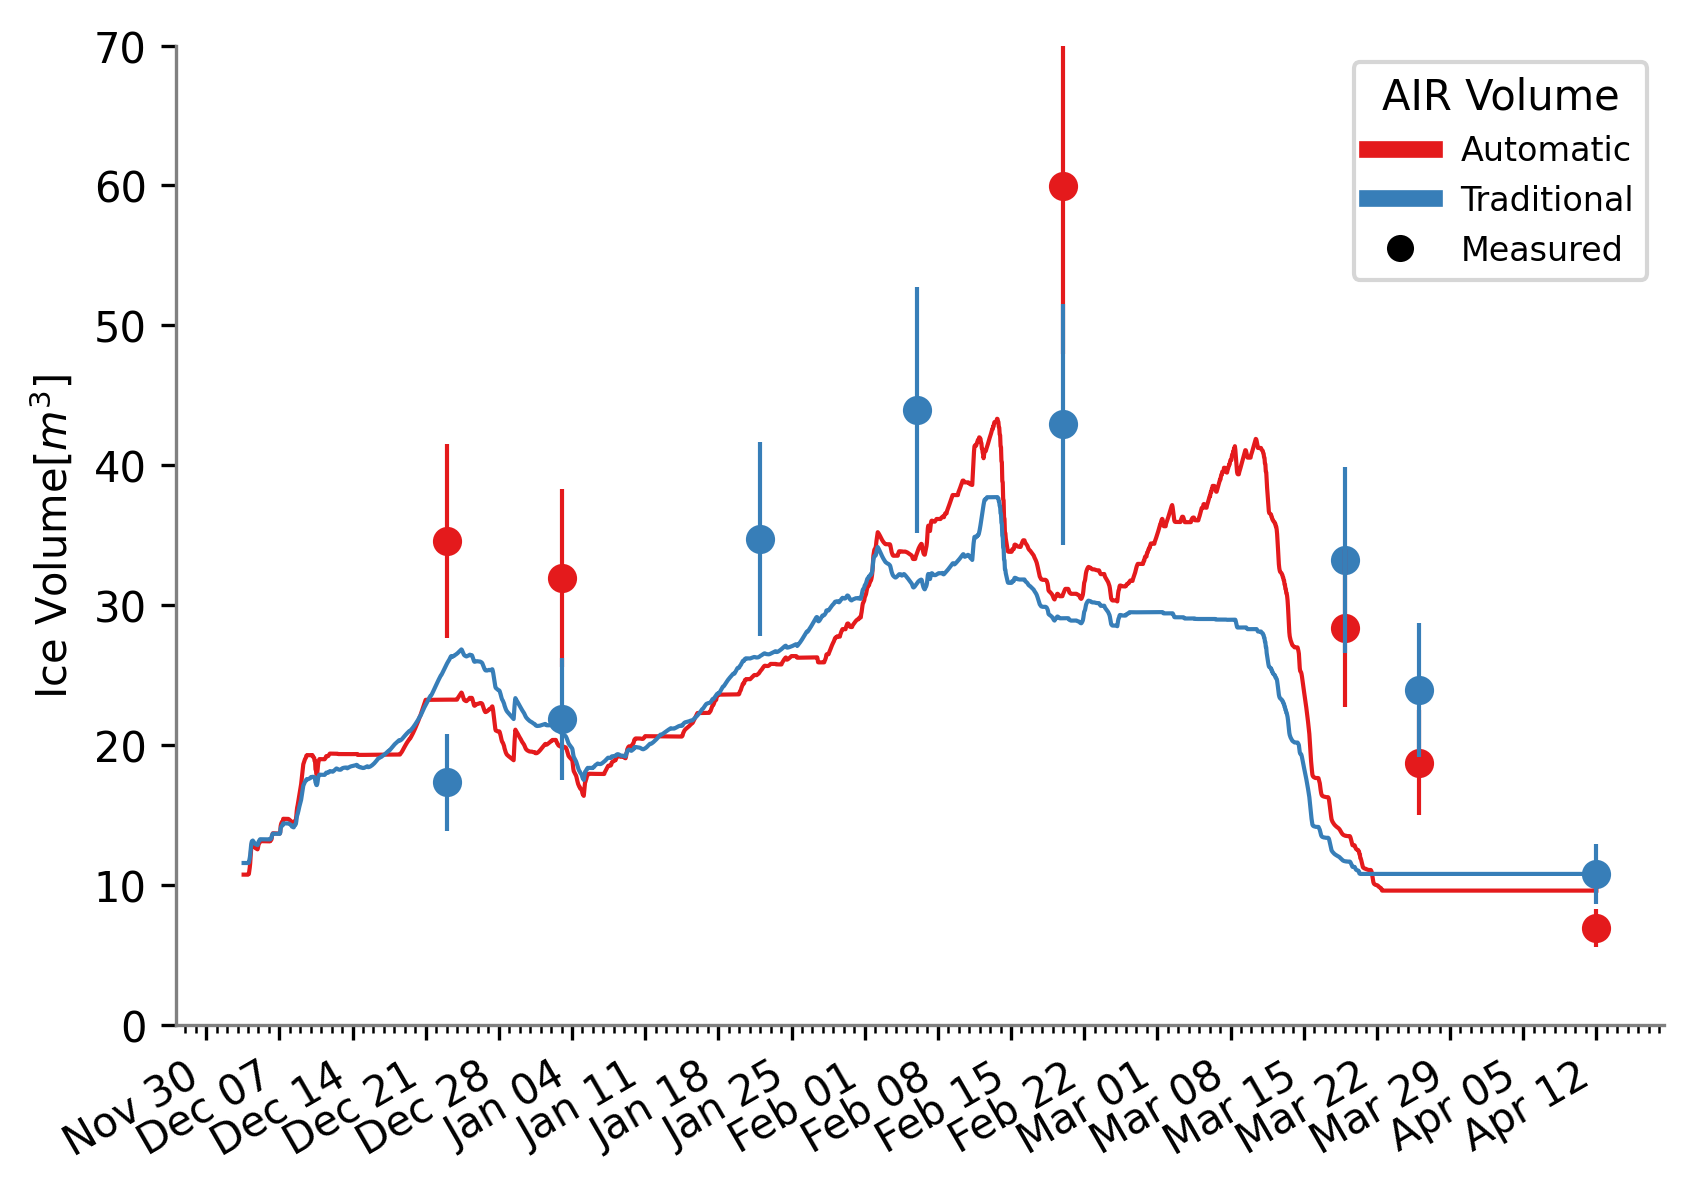 70
60
50
40
30
20
10
0
Ice Volume[m³]
AIR Volume
Automatic
Traditional
Measured
Nov 30
Dec 07
Dec 14
Dec 21
Dec 28
Jan 04
Jan 11
Jan 18
Jan 25
Feb 01
Feb 08
Feb 15
Feb 22
Mar 01
Mar 08
Mar 15
Mar 22
Mar 29
Apr 05
Apr 12